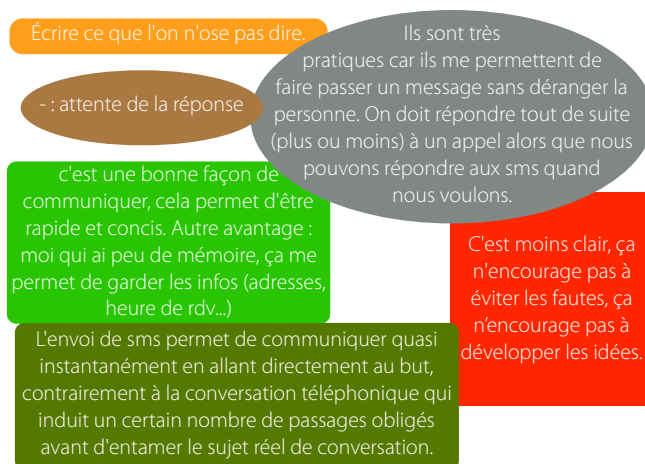 Écrire ce que l'on n'ose pas dire.
Ils sont très
pratiques car ils me permettent de
faire passer un message sans déranger la
personne. On doit répondre tout de suite
(plus ou moins) à un appel alors que nous
pouvons répondre aux sms quand
nous voulons.
- : attente de la réponse
c'est une bonne façon de
communiquer, cela permet d'être
rapide et concis. Autre avantage :
moi qui ai peu de mémoire, ça me
permet de garder les infos (adresses,
heure de rdv...)
C'est moins clair, ça
n'encourage pas à
éviter les fautes, ça
n’encourage pas à
développer les idées.
L'envoi de sms permet de communiquer quasi
instantanément en allant directement au but,
contrairement à la conversation téléphonique qui
induit un certain nombre de passages obligés
avant d'entamer le sujet réel de conversation.